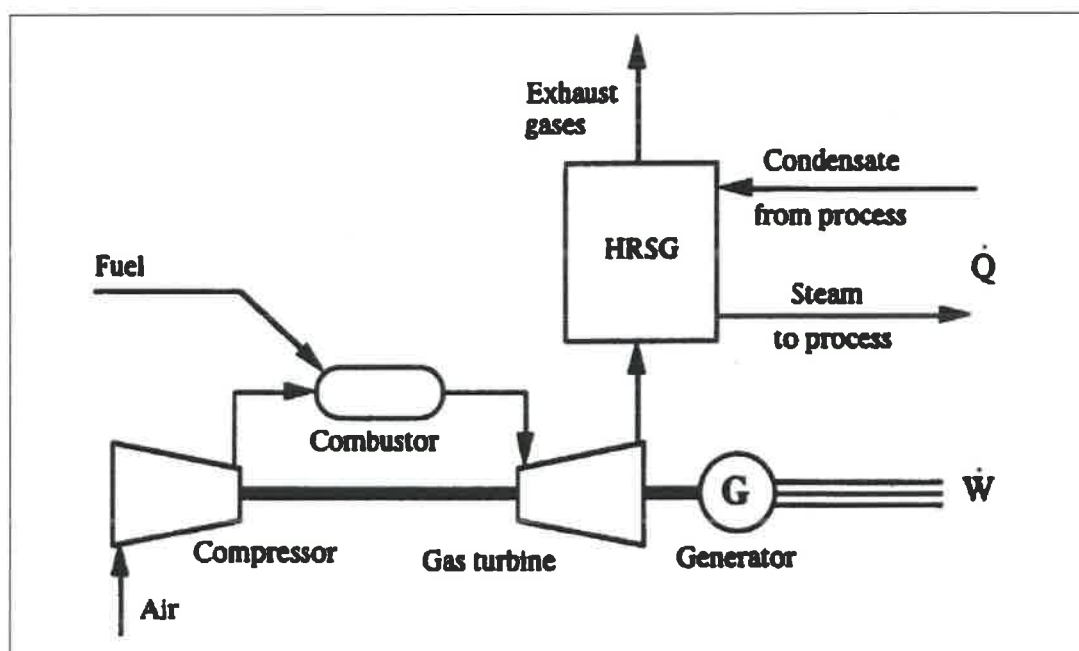 Exhaust
gases
Condensate
from process
HRSG
Q̇
Steam
to process
Fuel
Combustor
G
Ẇ
Compressor
Gas turbine
Generator
Air